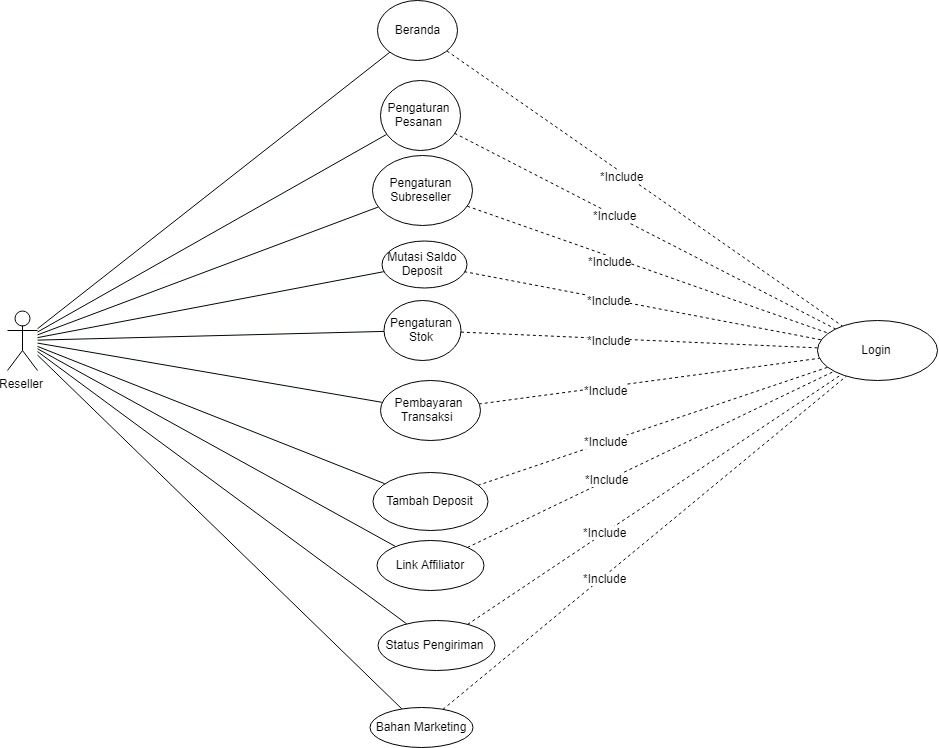 Beranda
Pengaturan
Pesanan
*Include
Pengaturan
Subreseller
*Include
*Include
Mutasi Saldo
Deposit
*Include
Pengaturan
Stok
*Include
Login
Reseller
Pembayaran
Transaksi
*Include
*Include
Tambah Deposit
*Include
Link Affiliator
*Include
Status Pengiriman
*Include
Bahan Marketing